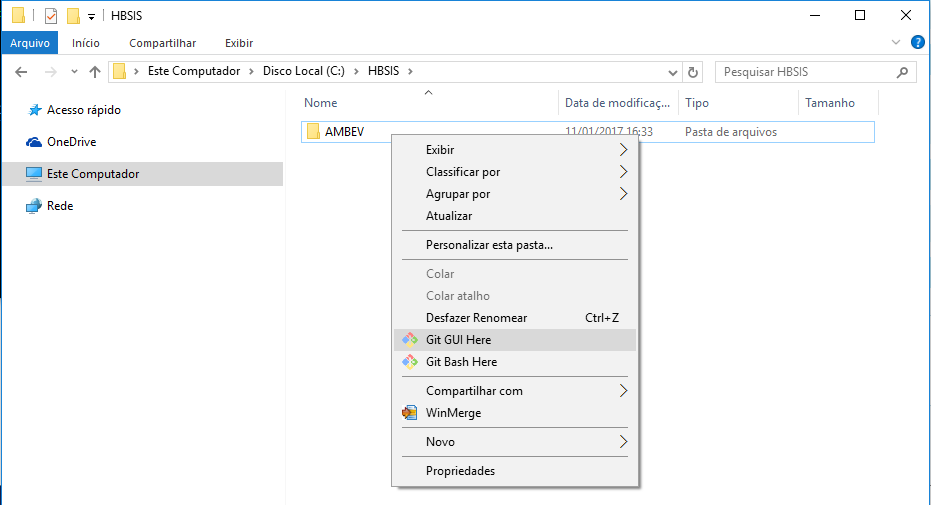 HBSIS
Arquivo Início Compartilhar Exibir
Este Computador Disco Local (C:) HBSIS Pesquisar HBSIS
Acesso rápido
OneDrive
Este Computador
Rede
Nome Data de modificaç... Tipo Tamanho
AMBEV 11/01/2017 16:33 Pasta de arquivos
Exibir
Classificar por
Agrupar por
Atualizar
Personalizar esta pasta...
Colar
Colar atalho
Desfazer Renomear Ctrl+Z
Git GUI Here
Git Bash Here
Compartilhar com
WinMerge
Novo
Propriedades